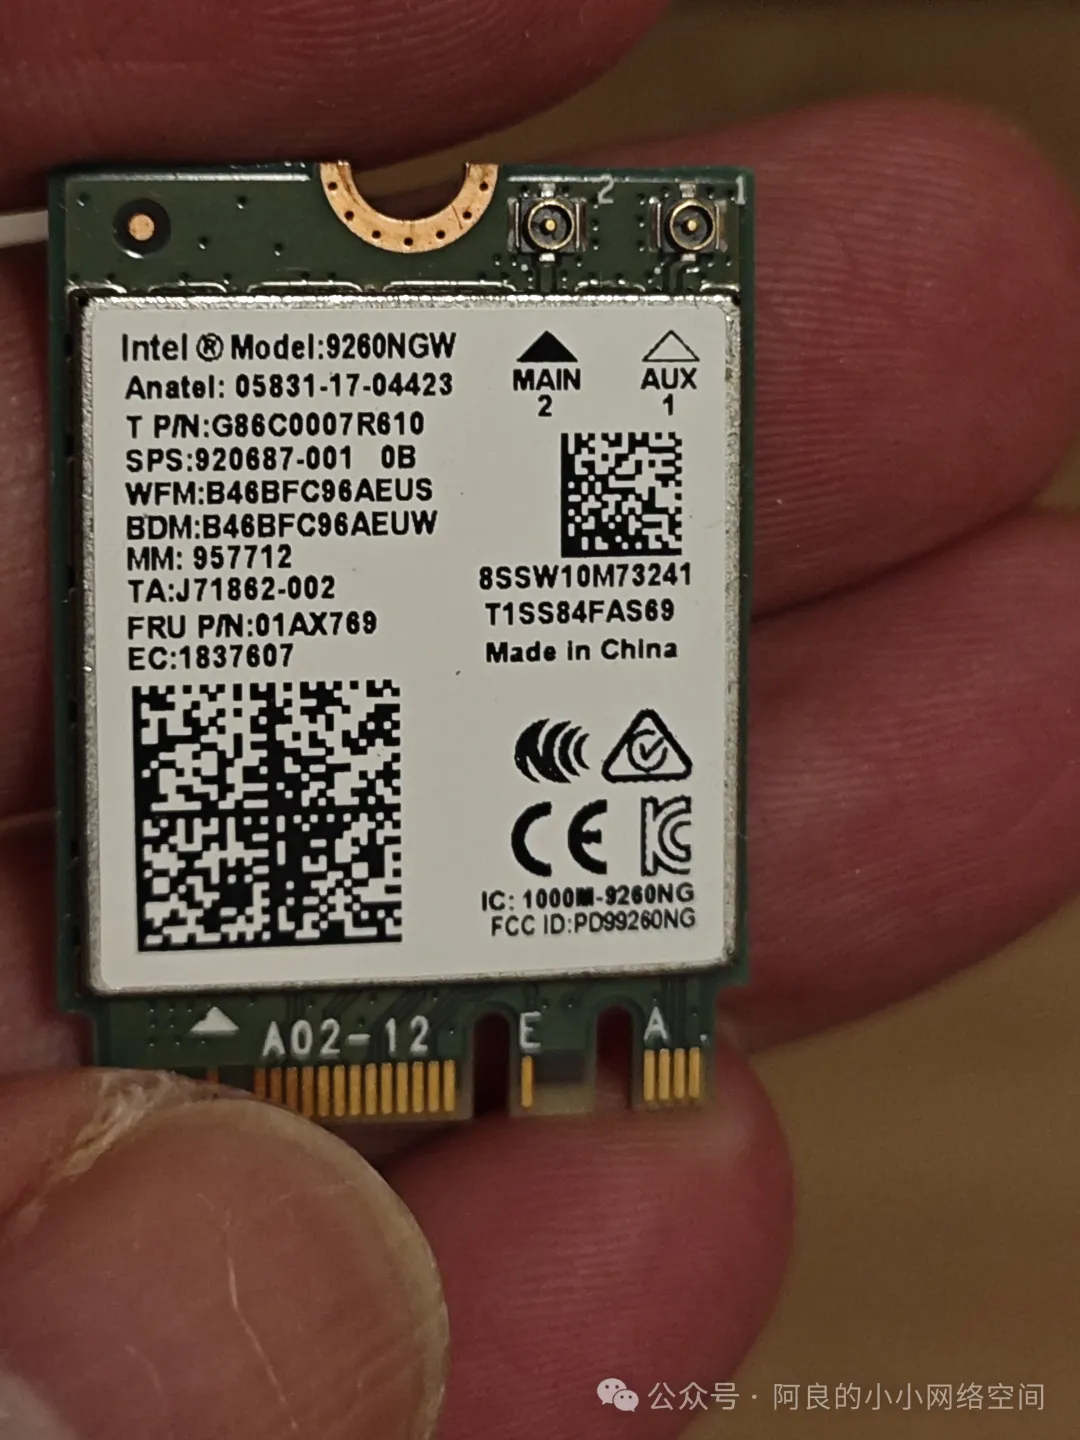 2 1
Intel ® Model:9260NGW
Anatel: 05831-17-04423
T P/N:G86C0007R610
SPS:920687-001 0B
WFM:B46BFC96AEUS
BDM:B46BFC96AEUW
MM: 957712
TA:J71862-002
FRU P/N:01AX769
EC:1837607
MAIN AUX
2 1
8SSW10M73241
T1SS84FAS69
Made in China
CE
IC: 1000M-9260NG
FCC ID:PD99260NG
A02-12 E A
公众号 · 阿良的小小网络空间